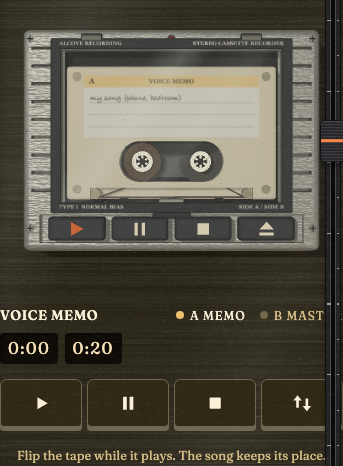 ALCOVE RECORDING STEREO CASSETTE RECORDER
A VOICE MEMO
my song (phone, bedroom)
TYPE I NORMAL BIAS SIDE A / SIDE B
VOICE MEMO A MEMO B MAST
0:00 0:20
Flip the tape while it plays. The song keeps its place.